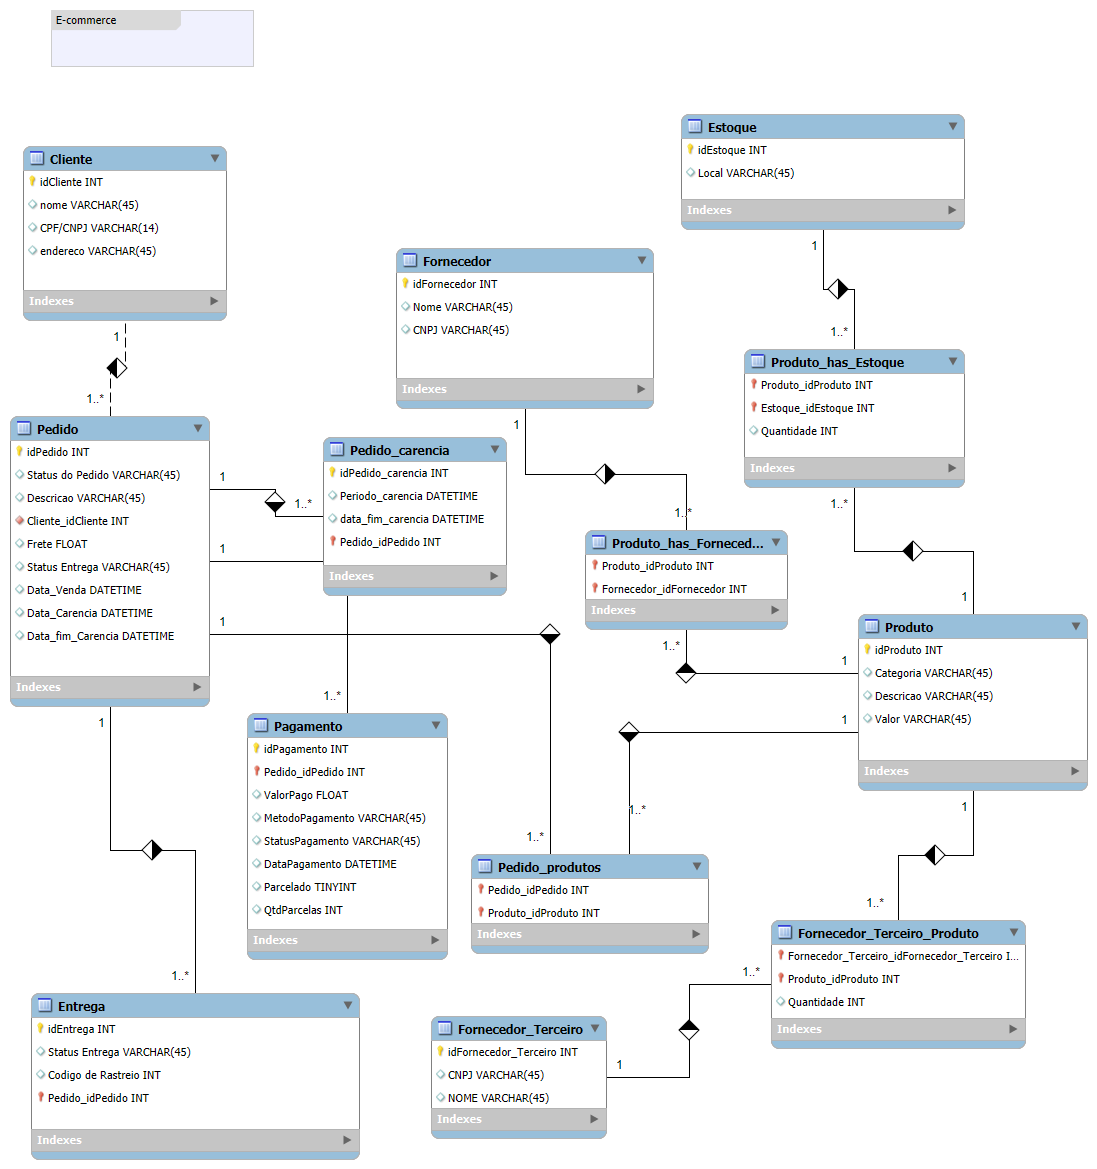 E-commerce
Estoque
idEstoque INT
Local VARCHAR(45)
Indexes
1
1..*
Cliente
idCliente INT
nome VARCHAR(45)
CPF/CNPJ VARCHAR(14)
endereco VARCHAR(45)
Indexes
1
1..*
Fornecedor
idFornecedor INT
Nome VARCHAR(45)
CNPJ VARCHAR(45)
Indexes
1
1..*
Produto_has_Estoque
Produto_idProduto INT
Estoque_idEstoque INT
Quantidade INT
Indexes
1..*
1
Pedido
idPedido INT
Status do Pedido VARCHAR(45)
Descricao VARCHAR(45)
Cliente_idCliente INT
Frete FLOAT
Status Entrega VARCHAR(45)
Data_Venda DATETIME
Data_Carencia DATETIME
Data_fim_Carencia DATETIME
Indexes
1
1..*
1
1
1
Pedido_carencia
idPedido_carencia INT
Periodo_carencia DATETIME
data_fim_carencia DATETIME
Pedido_idPedido INT
Indexes
1..*
Produto_has_Forneced...
Produto_idProduto INT
Fornecedor_idFornecedor INT
Indexes
1..*
1
Produto
idProduto INT
Categoria VARCHAR(45)
Descricao VARCHAR(45)
Valor VARCHAR(45)
Indexes
1
1
Pagamento
idPagamento INT
Pedido_idPedido INT
ValorPago FLOAT
MetodoPagamento VARCHAR(45)
StatusPagamento VARCHAR(45)
DataPagamento DATETIME
Parcelado TINYINT
QtdParcelas INT
Indexes
1..*
1..*
Pedido_produtos
Pedido_idPedido INT
Produto_idProduto INT
Indexes
1..*
Fornecedor_Terceiro_Produto
Fornecedor_Terceiro_idFornecedor_Terceiro I...
Produto_idProduto INT
Quantidade INT
Indexes
1..*
1..*
Entrega
idEntrega INT
Status Entrega VARCHAR(45)
Codigo de Rastreio INT
Pedido_idPedido INT
Indexes
Fornecedor_Terceiro
idFornecedor_Terceiro INT
CNPJ VARCHAR(45)
NOME VARCHAR(45)
Indexes
1